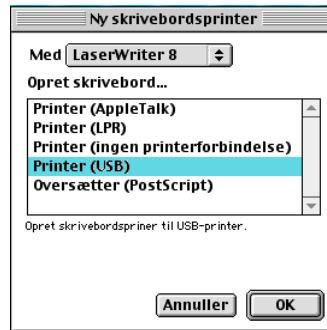 Ny skrivebordsprinter
Med LaserWriter 8
Opret skrivebord...
Printer (AppleTalk)
Printer (LPR)
Printer (ingen printerforbindelse)
Printer (USB)
Oversætter (PostScript)
Opret skrivebordspriner til USB-printer.
Annuller OK